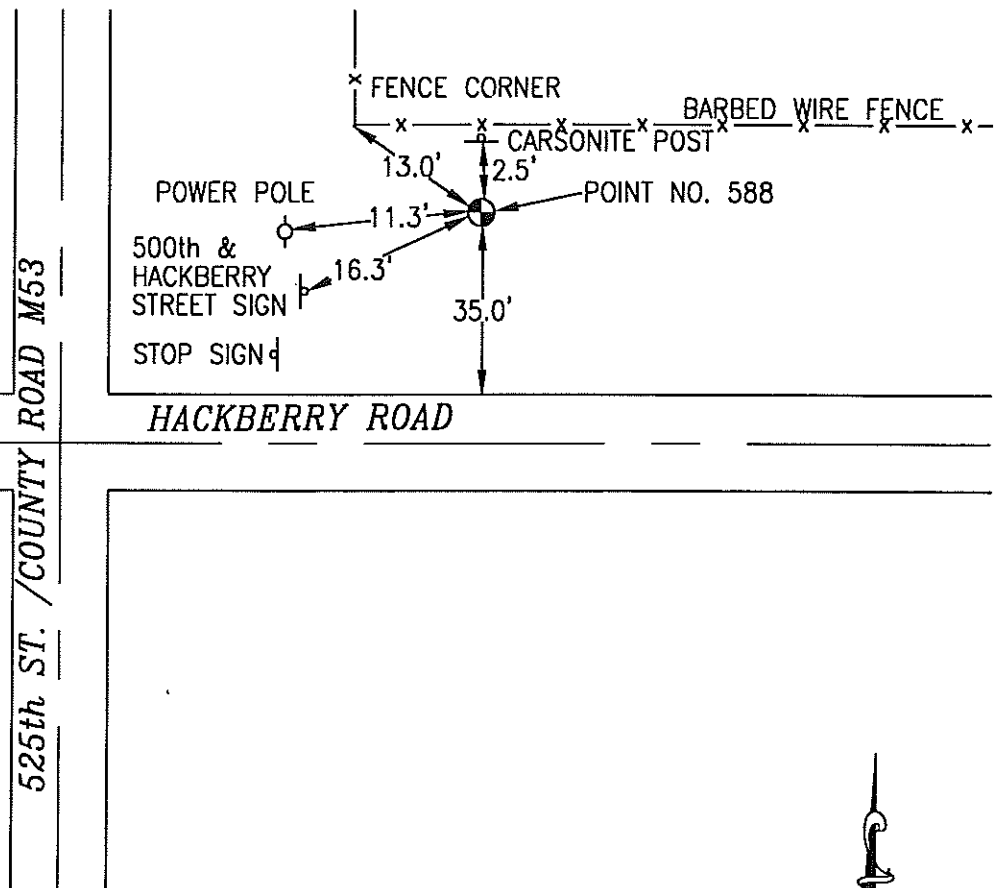 FENCE CORNER
BARBED WIRE FENCE
CARSONITE POST
13.0'
2.5'
POWER POLE
POINT NO. 588
11.3'
500th &
HACKBERRY
STREET SIGN
16.3'
35.0'
STOP SIGN
HACKBERRY ROAD
525th ST. /COUNTY ROAD M53